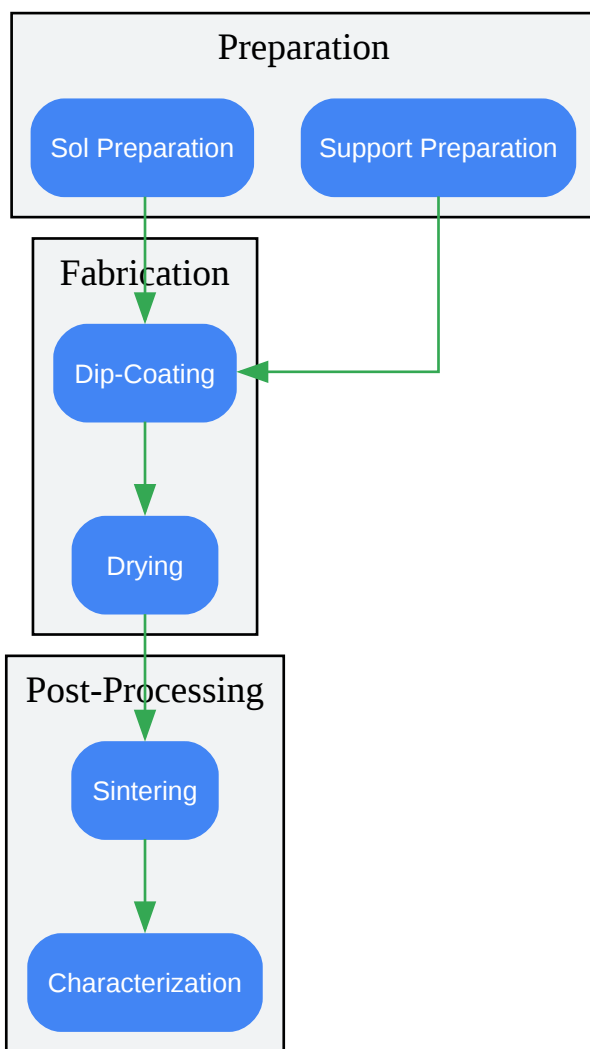 Preparation
Sol Preparation
Support Preparation
Fabrication
Dip-Coating
Drying
Post-Processing
Sintering
Characterization